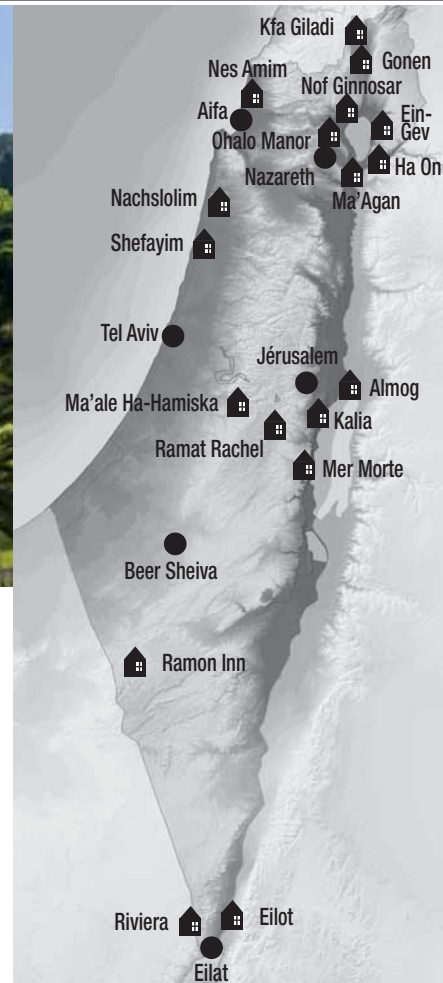 Kfa Giladi
Gonen
Nes Amim
Nof Ginnosar
Aifa
Ein-
Gev
Ohalo Manor
Nazareth
Ha On
Ma'Agan
Nachslolim
Shefayim
Tel Aviv
Jérusalem
Almog
Ma'ale Ha-Hamiska
Kalia
Ramat Rachel
Mer Morte
Beer Sheiva
Ramon Inn
Riviera
Eilot
Eilat